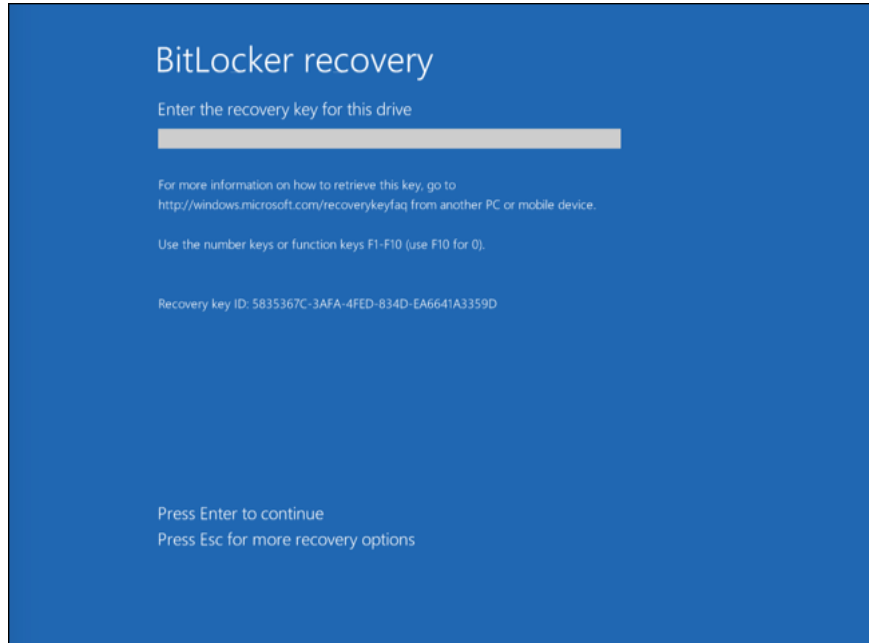 BitLocker recovery
Enter the recovery key for this drive
For more information on how to retrieve this key, go to
http://windows.microsoft.com/recoverykeyfaq from another PC or mobile device.
Use the number keys or function keys F1-F10 (use F10 for 0).
Recovery key ID: 5835367C-3AFA-4FED-834D-EA6641A3359D
Press Enter to continue
Press Esc for more recovery options